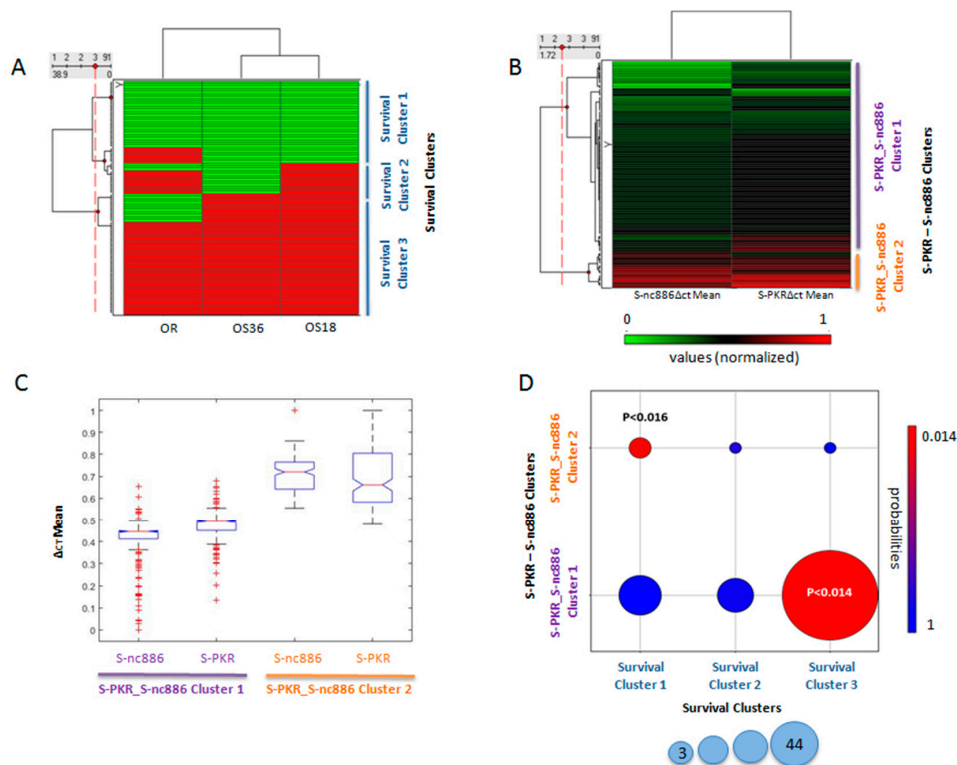 A
1 2 2 3 91
38.9 0
OR OS36 OS18
Survival Cluster 1
Survival Cluster 2
Survival Cluster 3
Survival Clusters
B
1 2 3 3 91
1.72 0
S-nc886Δct Mean S-PKRΔct Mean
S-PKR_S-nc886 Cluster 1
S-PKR_S-nc886 Cluster 2
S-PKR – S-nc886 Clusters
0 1
values (normalized)
C
ΔCT Mean
1
0.9
0.8
0.7
0.6
0.5
0.4
0.3
0.2
0.1
0
S-nc886 S-PKR S-nc886 S-PKR
S-PKR_S-nc886 Cluster 1 S-PKR_S-nc886 Cluster 2
D
S-PKR – S-nc886 Clusters
S-PKR_S-nc886 Cluster 2
S-PKR_S-nc886 Cluster 1
P<0.016
P<0.014
0.014
probabilities
1
Survival Cluster 1
Survival Cluster 2
Survival Cluster 3
Survival Clusters
3 44